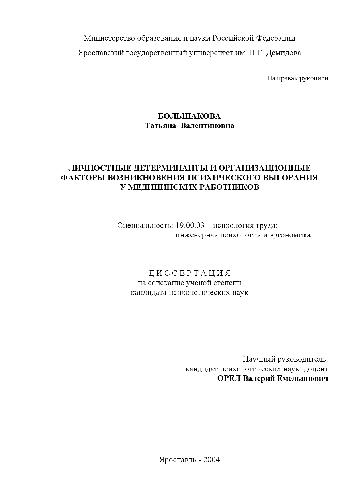 Министерство образования и науки Российской Федерации
Ярославский государственный университет им. П.Г. Демидова
На правах рукописи
БОЛЬШАКОВА
Татьяна Валентиновна
ЛИЧНОСТНЫЕ ДЕТЕРМИНАНТЫ И ОРГАНИЗАЦИОННЫЕ
ФАКТОРЫ ВОЗНИКНОВЕНИЯ ПСИХИЧЕСКОГО ВЫГОРАНИЯ
У МЕДИЦИНСКИХ РАБОТНИКОВ
Специальность: 19.00.03 – психология труда;
инженерная психология и эргономика
Д И С С Е Р Т А Ц И Я
на соискание ученой степени
кандидата психологических наук
Научный руководитель:
кандидат психологических наук, доцент
ОРЕЛ Валерий Емельянович
Ярославль - 2004